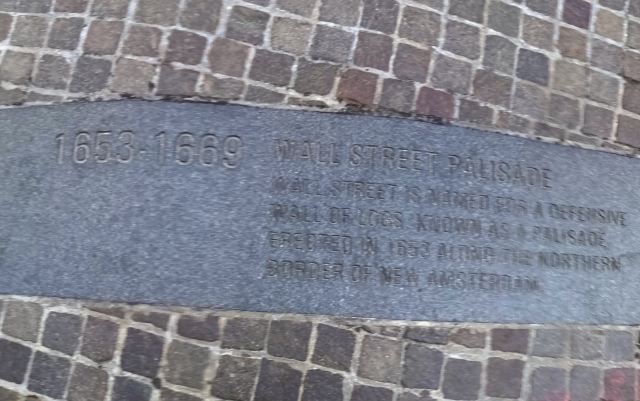 1653-1669 WALL STREET PALISADE
WALL STREET IS NAMED FOR A DEFENSIVE
WALL OF LOGS, KNOWN AS A PALISADE,
ERECTED IN 1653 ALONG THE NORTHERN
BORDER OF NEW AMSTERDAM.